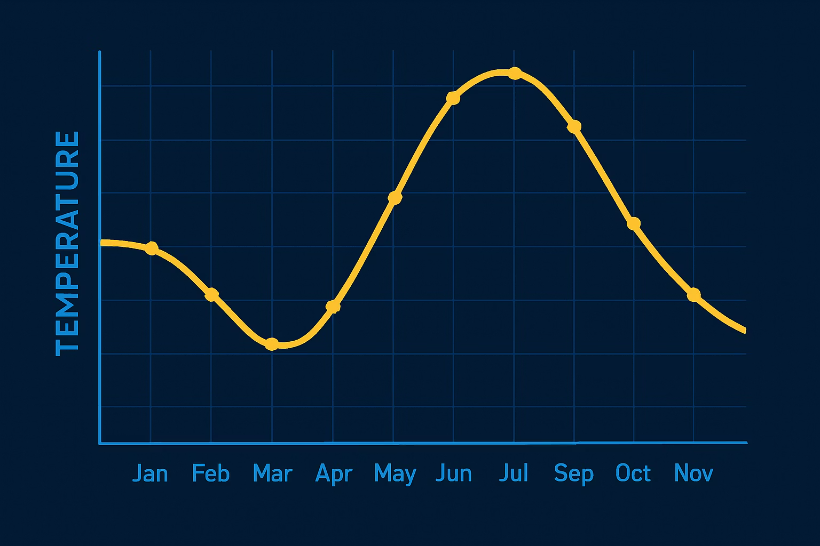 TEMPERATURE
Jan Feb Mar Apr May Jun Jul Sep Oct Nov